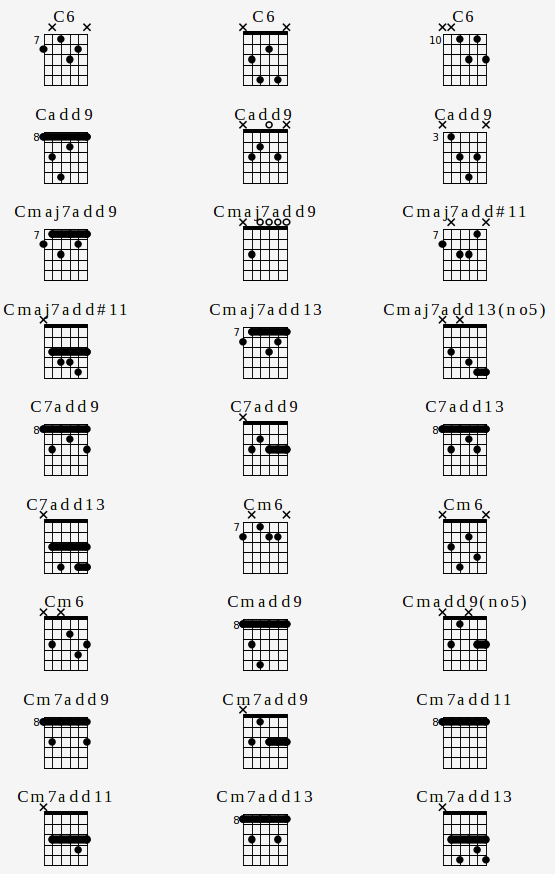 C6 C6 C6
7 10
Cadd9 Cadd9 Cadd9
8 3
Cmaj7add9 Cmaj7add9 Cmaj7add#11
7 7
Cmaj7add#11 Cmaj7add13 Cmaj7add13(no5)
7
C7add9 C7add9 C7add13
8 8
C7add13 Cm6 Cm6
7
Cm6 Cmadd9 Cmadd9(no5)
8
Cm7add9 Cm7add9 Cm7add11
8 8
Cm7add11 Cm7add13 Cm7add13
8